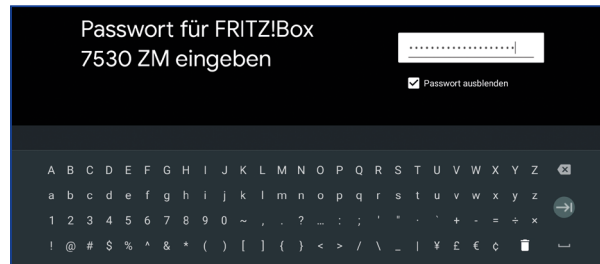 Passwort für FRITZ!Box
7530 ZM eingeben
••••••••••••••••••••
Passwort ausblenden
A B C D E F G H I J K L M N O P Q R S T U V W X Y Z
a b c d e f g h i j k l m n o p q r s t u v w x y z
1 2 3 4 5 6 7 8 9 0 ~ , . ? … : ; ' " · ` + - = ÷ ×
! @ # $ % ^ & * ( ) [ ] { } < > / \ _ | ¥ £ € ¢